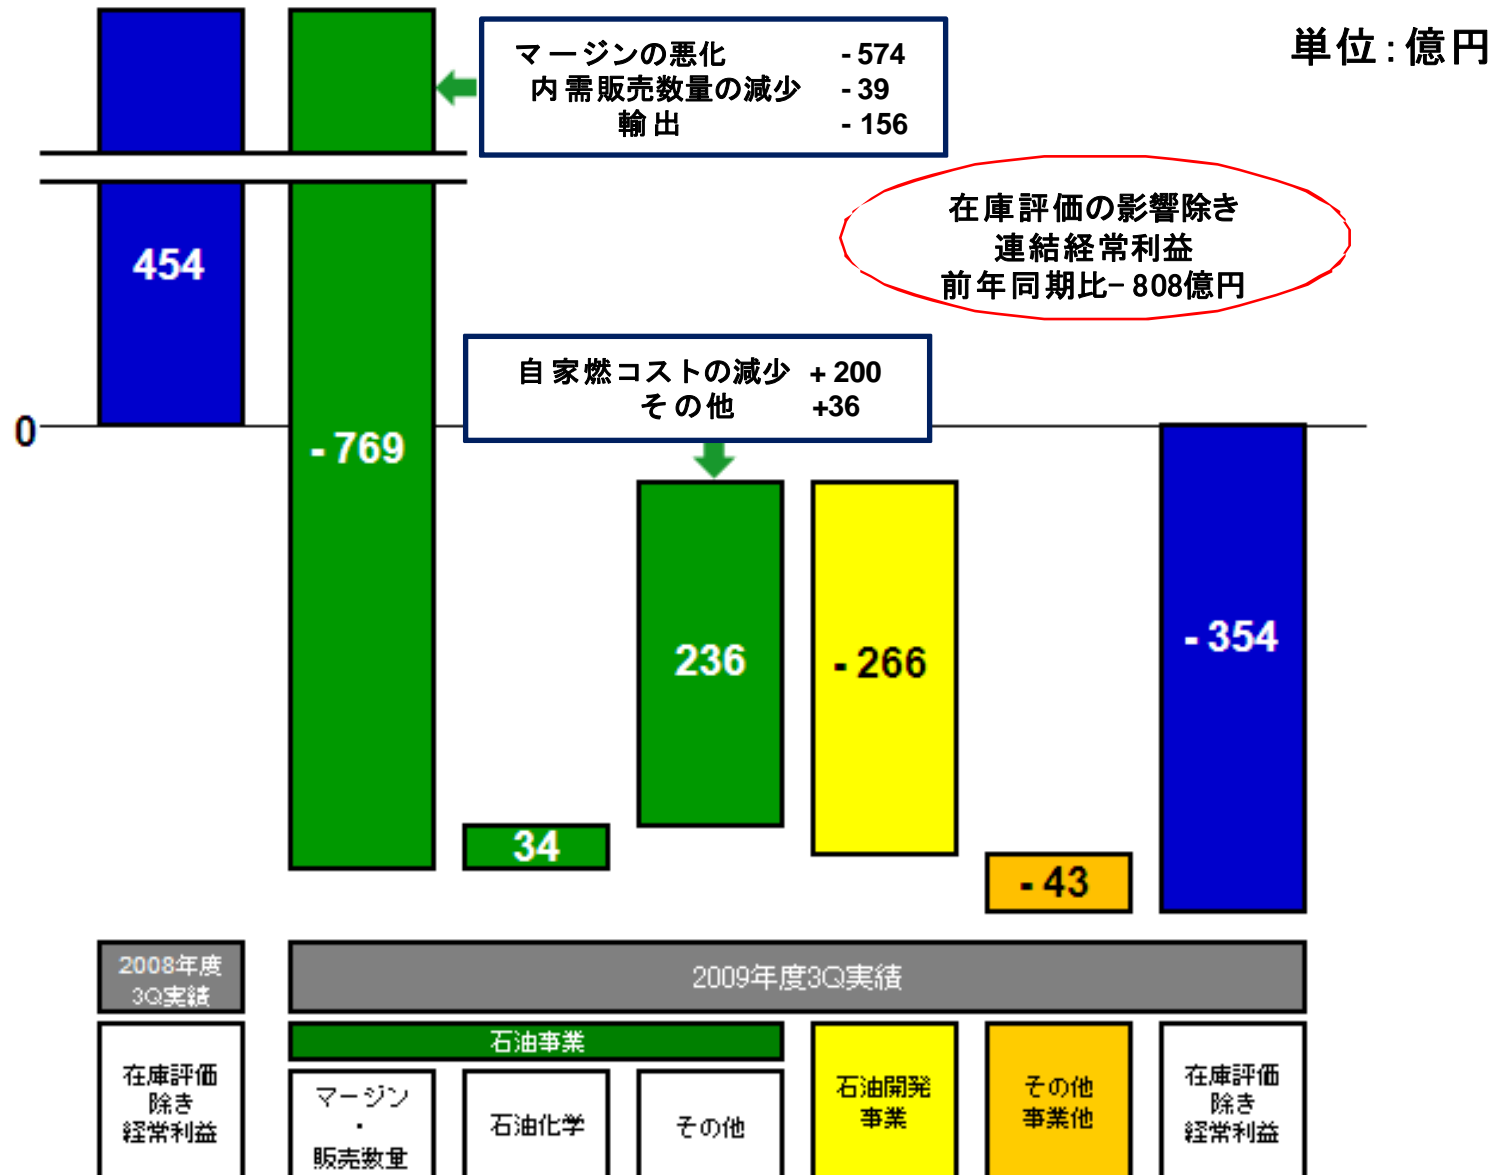 単位：億円
マージンの悪化 - 574
内需販売数量の減少 - 39
輸出 - 156
在庫評価の影響除き
連結経常利益
前年同期比－808億円
454
自家燃コストの減少 + 200
その他 +36
0
- 769
34
236
- 266
- 43
- 354
2008年度
3Q実績
2009年度3Q実績
石油事業
在庫評価
除き
経常利益
マージン
・
販売数量
石油化学
その他
石油開発
事業
その他
事業他
在庫評価
除き
経常利益